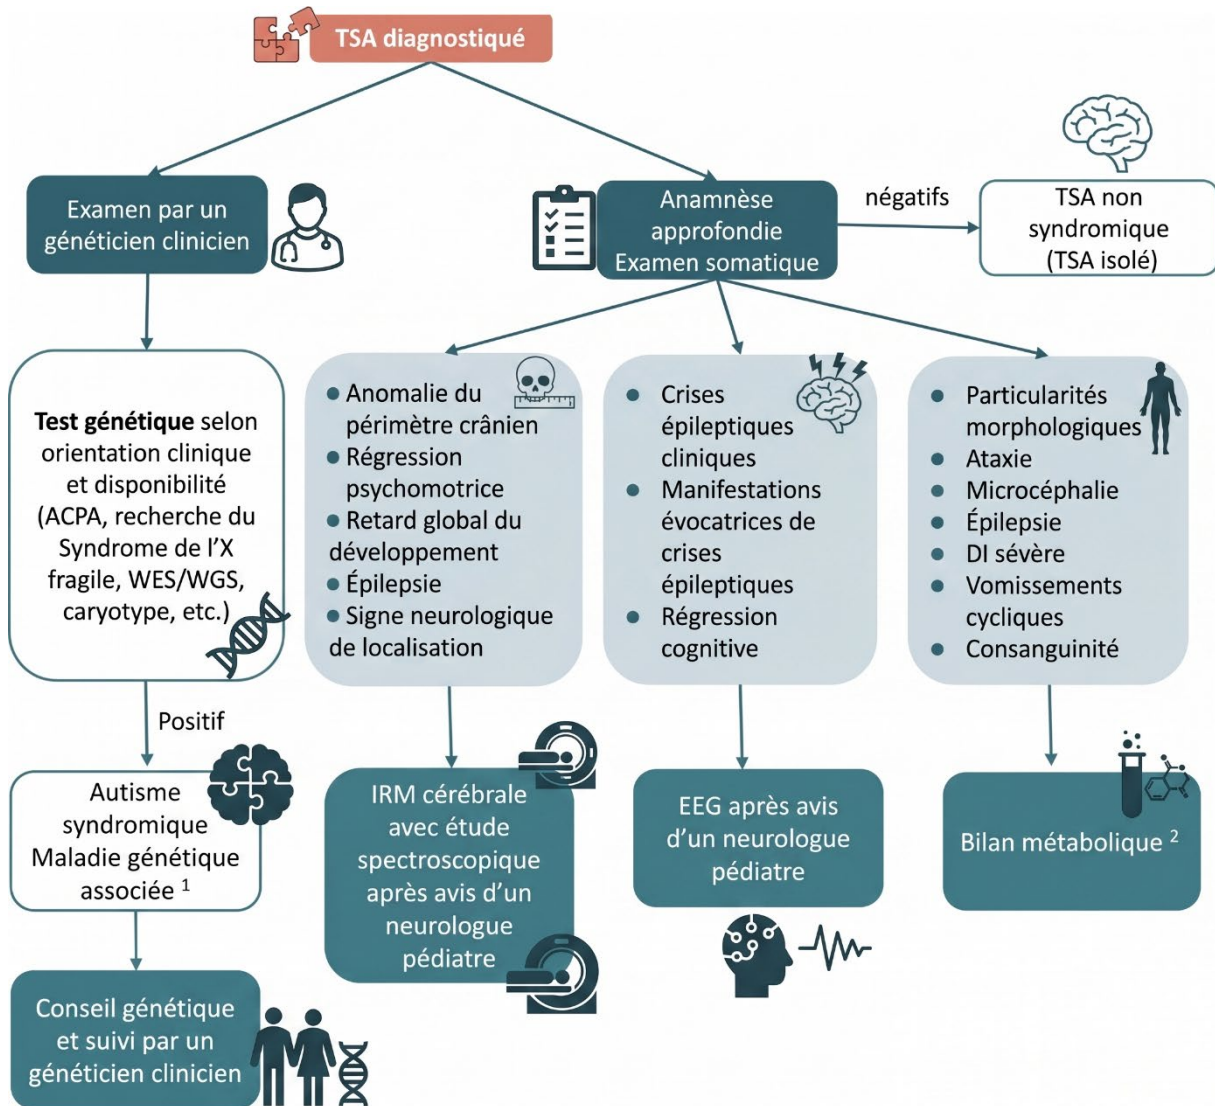 TSA diagnostiqué
Examen par un
généticien clinicien
Anamnèse
approfondie
Examen somatique
négatifs
TSA non
syndromique
(TSA isolé)
Test génétique selon
orientation clinique
et disponibilité
(ACPA, recherche du
Syndrome de l'X
fragile, WES/WGS,
caryotype, etc.)
● Anomalie du
périmètre crânien
● Régression
psychomotrice
● Retard global du
développement
● Épilepsie
● Signe neurologique
de localisation
● Crises
épileptiques
cliniques
● Manifestations
évocatrices de
crises
épileptiques
● Régression
cognitive
● Particularités
morphologiques
● Ataxie
● Microcéphalie
● Épilepsie
● DI sévère
● Vomissements
cycliques
● Consanguinité
Positif
Autisme
syndromique
Maladie génétique
associée ¹
IRM cérébrale
avec étude
spectroscopique
après avis d'un
neurologue
pédiatre
EEG après avis
d'un neurologue
pédiatre
Bilan métabolique ²
Conseil génétique
et suivi par un
généticien clinicien